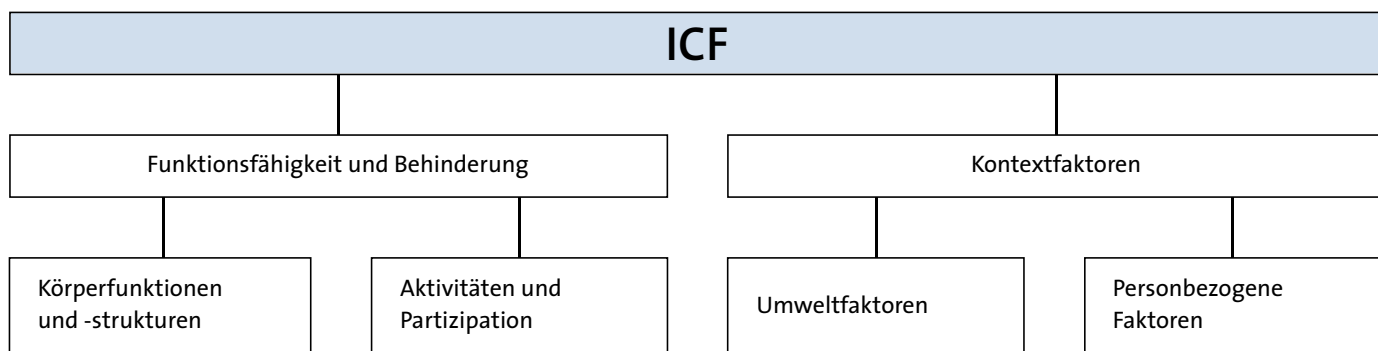 ICF
Funktionsfähigkeit und Behinderung
Kontextfaktoren
Körperfunktionen
und -strukturen
Aktivitäten und
Partizipation
Umweltfaktoren
Personbezogene
Faktoren